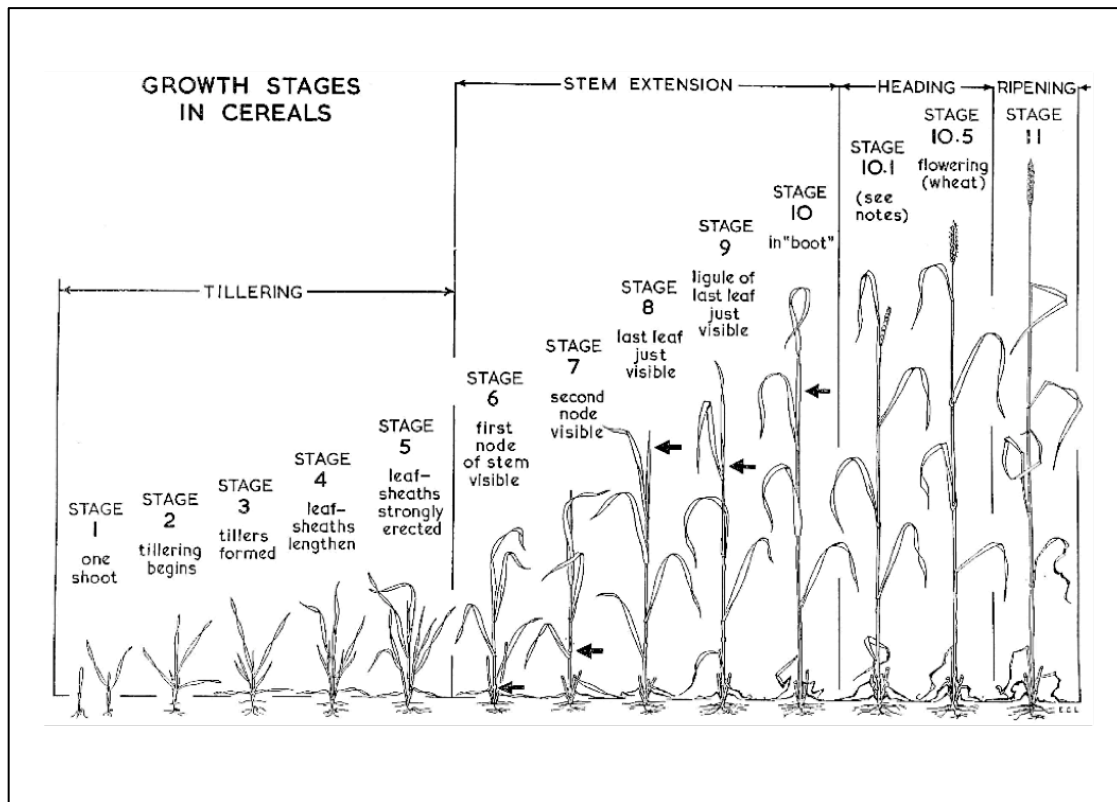 GROWTH STAGES
IN CEREALS
TILLERING
STEM EXTENSION
HEADING
RIPENING
STAGE
1
one
shoot
STAGE
2
tillering
begins
STAGE
3
tillers
formed
STAGE
4
leaf-
sheaths
lengthen
STAGE
5
leaf-
sheaths
strongly
erected
STAGE
6
first
node
of stem
visible
STAGE
7
second
node
visible
STAGE
8
last leaf
just
visible
STAGE
9
ligule of
last leaf
just
visible
STAGE
10
in"boot"
STAGE
10.1
(see
notes)
STAGE
10.5
flowering
(wheat)
STAGE
11
E.C.L